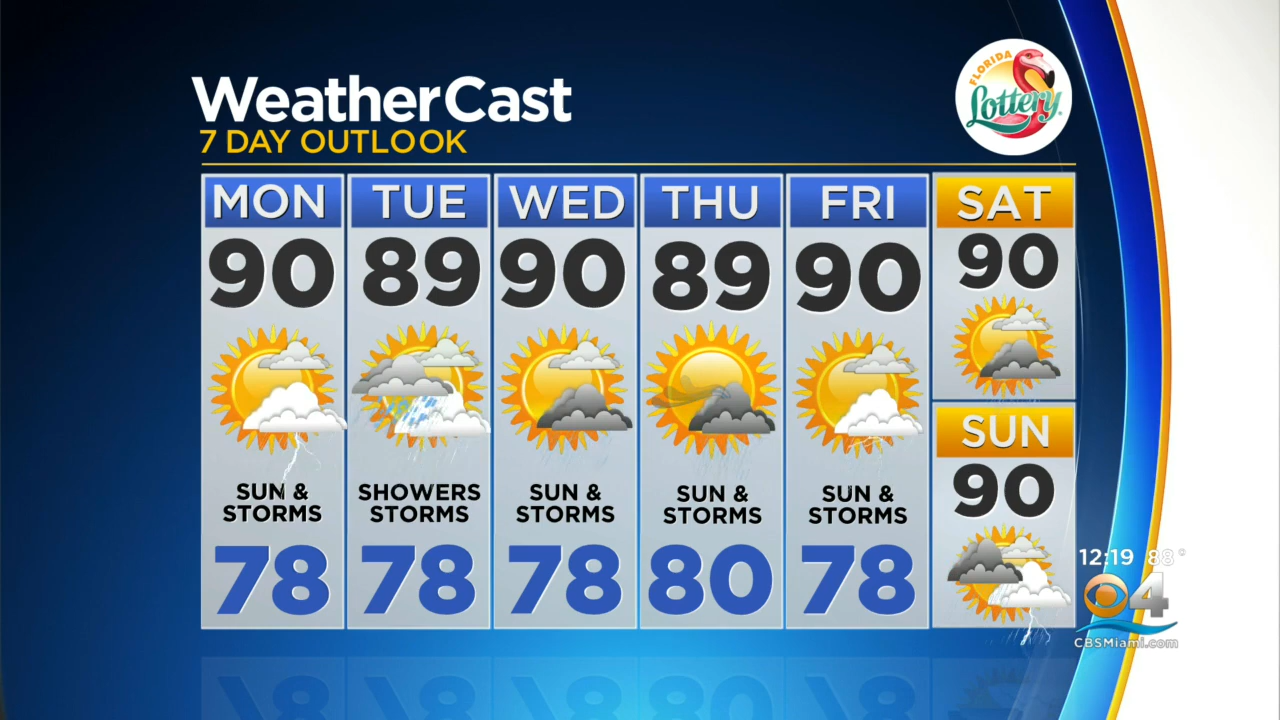 WeatherCast
7 DAY OUTLOOK
FLORIDA
Lottery
MON
90
SUN &
STORMS
78
TUE
89
SHOWERS
STORMS
78
WED
90
SUN &
STORMS
78
THU
89
SUN &
STORMS
80
FRI
90
SUN &
STORMS
78
SAT
90
SUN
90
12:19 88°
4
CBSMiami.com